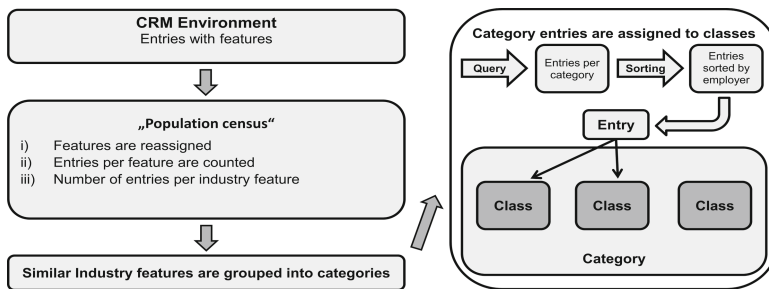 CRM Environment
Entries with features
„Population census“
i) Features are reassigned
ii) Entries per feature are counted
iii) Number of entries per industry feature
Similar Industry features are grouped into categories
Category entries are assigned to classes
Query
Entries per
category
Sorting
Entries
sorted by
employer
Entry
Class
Class
Class
Category